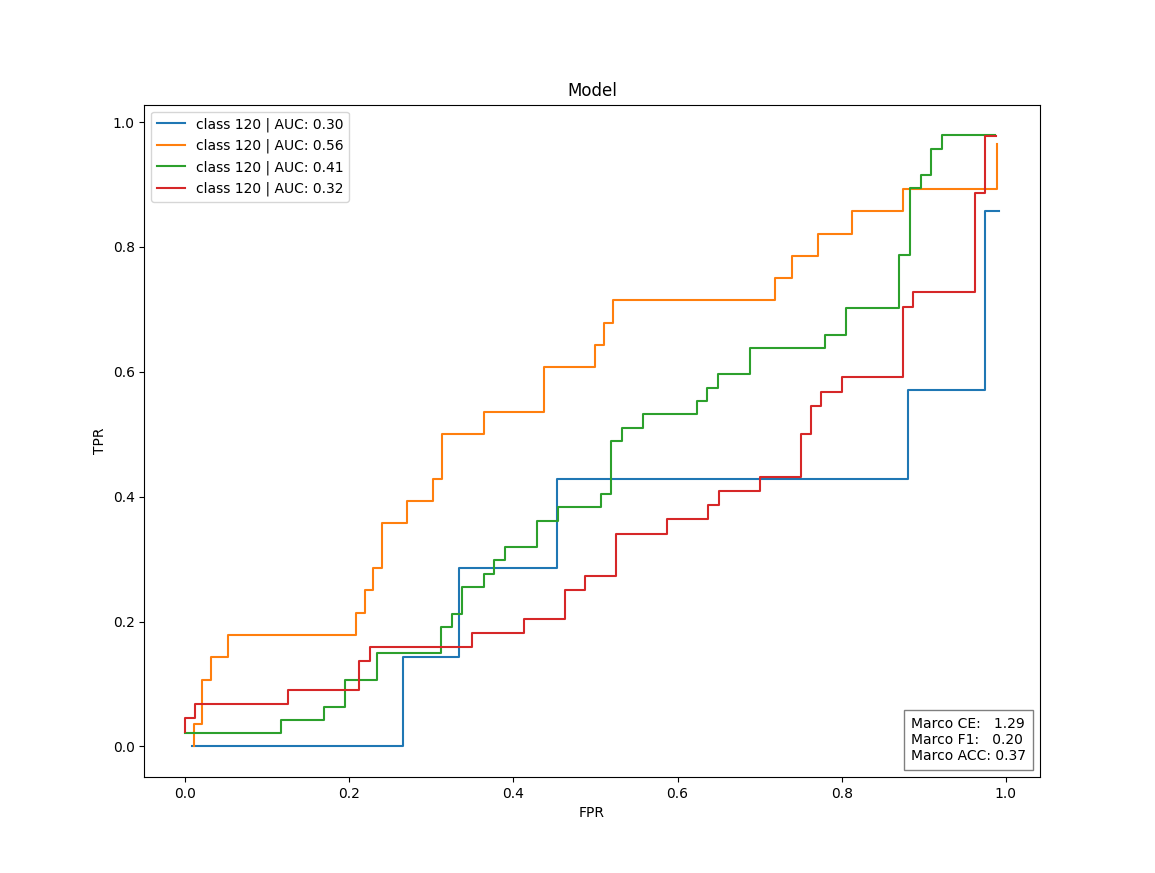 Model
class 120 | AUC: 0.30
class 120 | AUC: 0.56
class 120 | AUC: 0.41
class 120 | AUC: 0.32
1.0
0.8
0.6
0.4
0.2
0.0
TPR
Marco CE: 1.29
Marco F1: 0.20
Marco ACC: 0.37
0.0 0.2 0.4 0.6 0.8 1.0
FPR